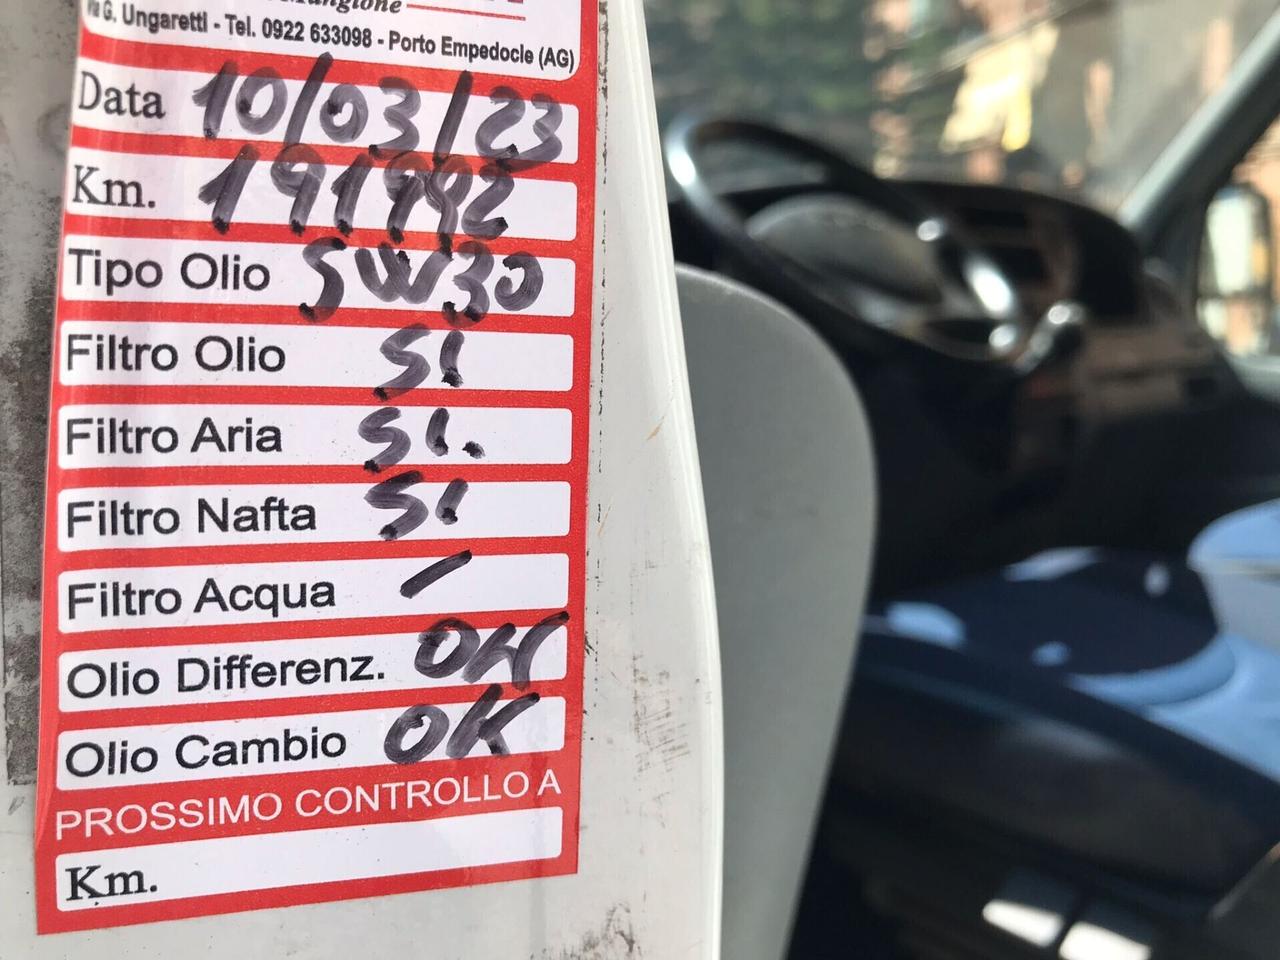 Via G. Ungaretti - Tel. 0922 633098 - Porto Empedocle (AG)
Data 10/03/23
Km. 191992
Tipo Olio 5W30
Filtro Olio SI
Filtro Aria SI.
Filtro Nafta SI
Filtro Acqua -
Olio Differenz. OK
Olio Cambio OK
PROSSIMO CONTROLLO A
Km.